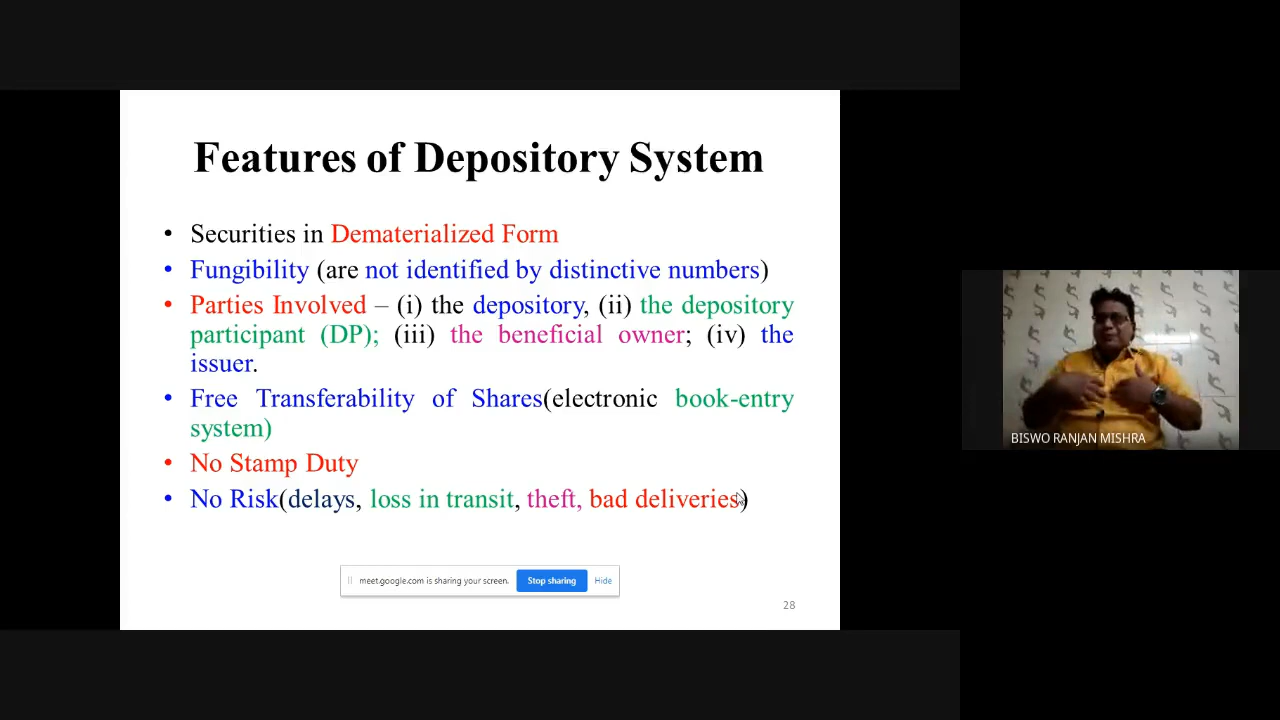 Features of Depository System
• Securities in Dematerialized Form
• Fungibility (are not identified by distinctive numbers)
• Parties Involved – (i) the depository, (ii) the depository
participant (DP); (iii) the beneficial owner; (iv) the
issuer.
• Free Transferability of Shares(electronic book-entry
system)
• No Stamp Duty
• No Risk(delays, loss in transit, theft, bad deliveries)
meet.google.com is sharing your screen. Stop sharing Hide
28
BISWO RANJAN MISHRA